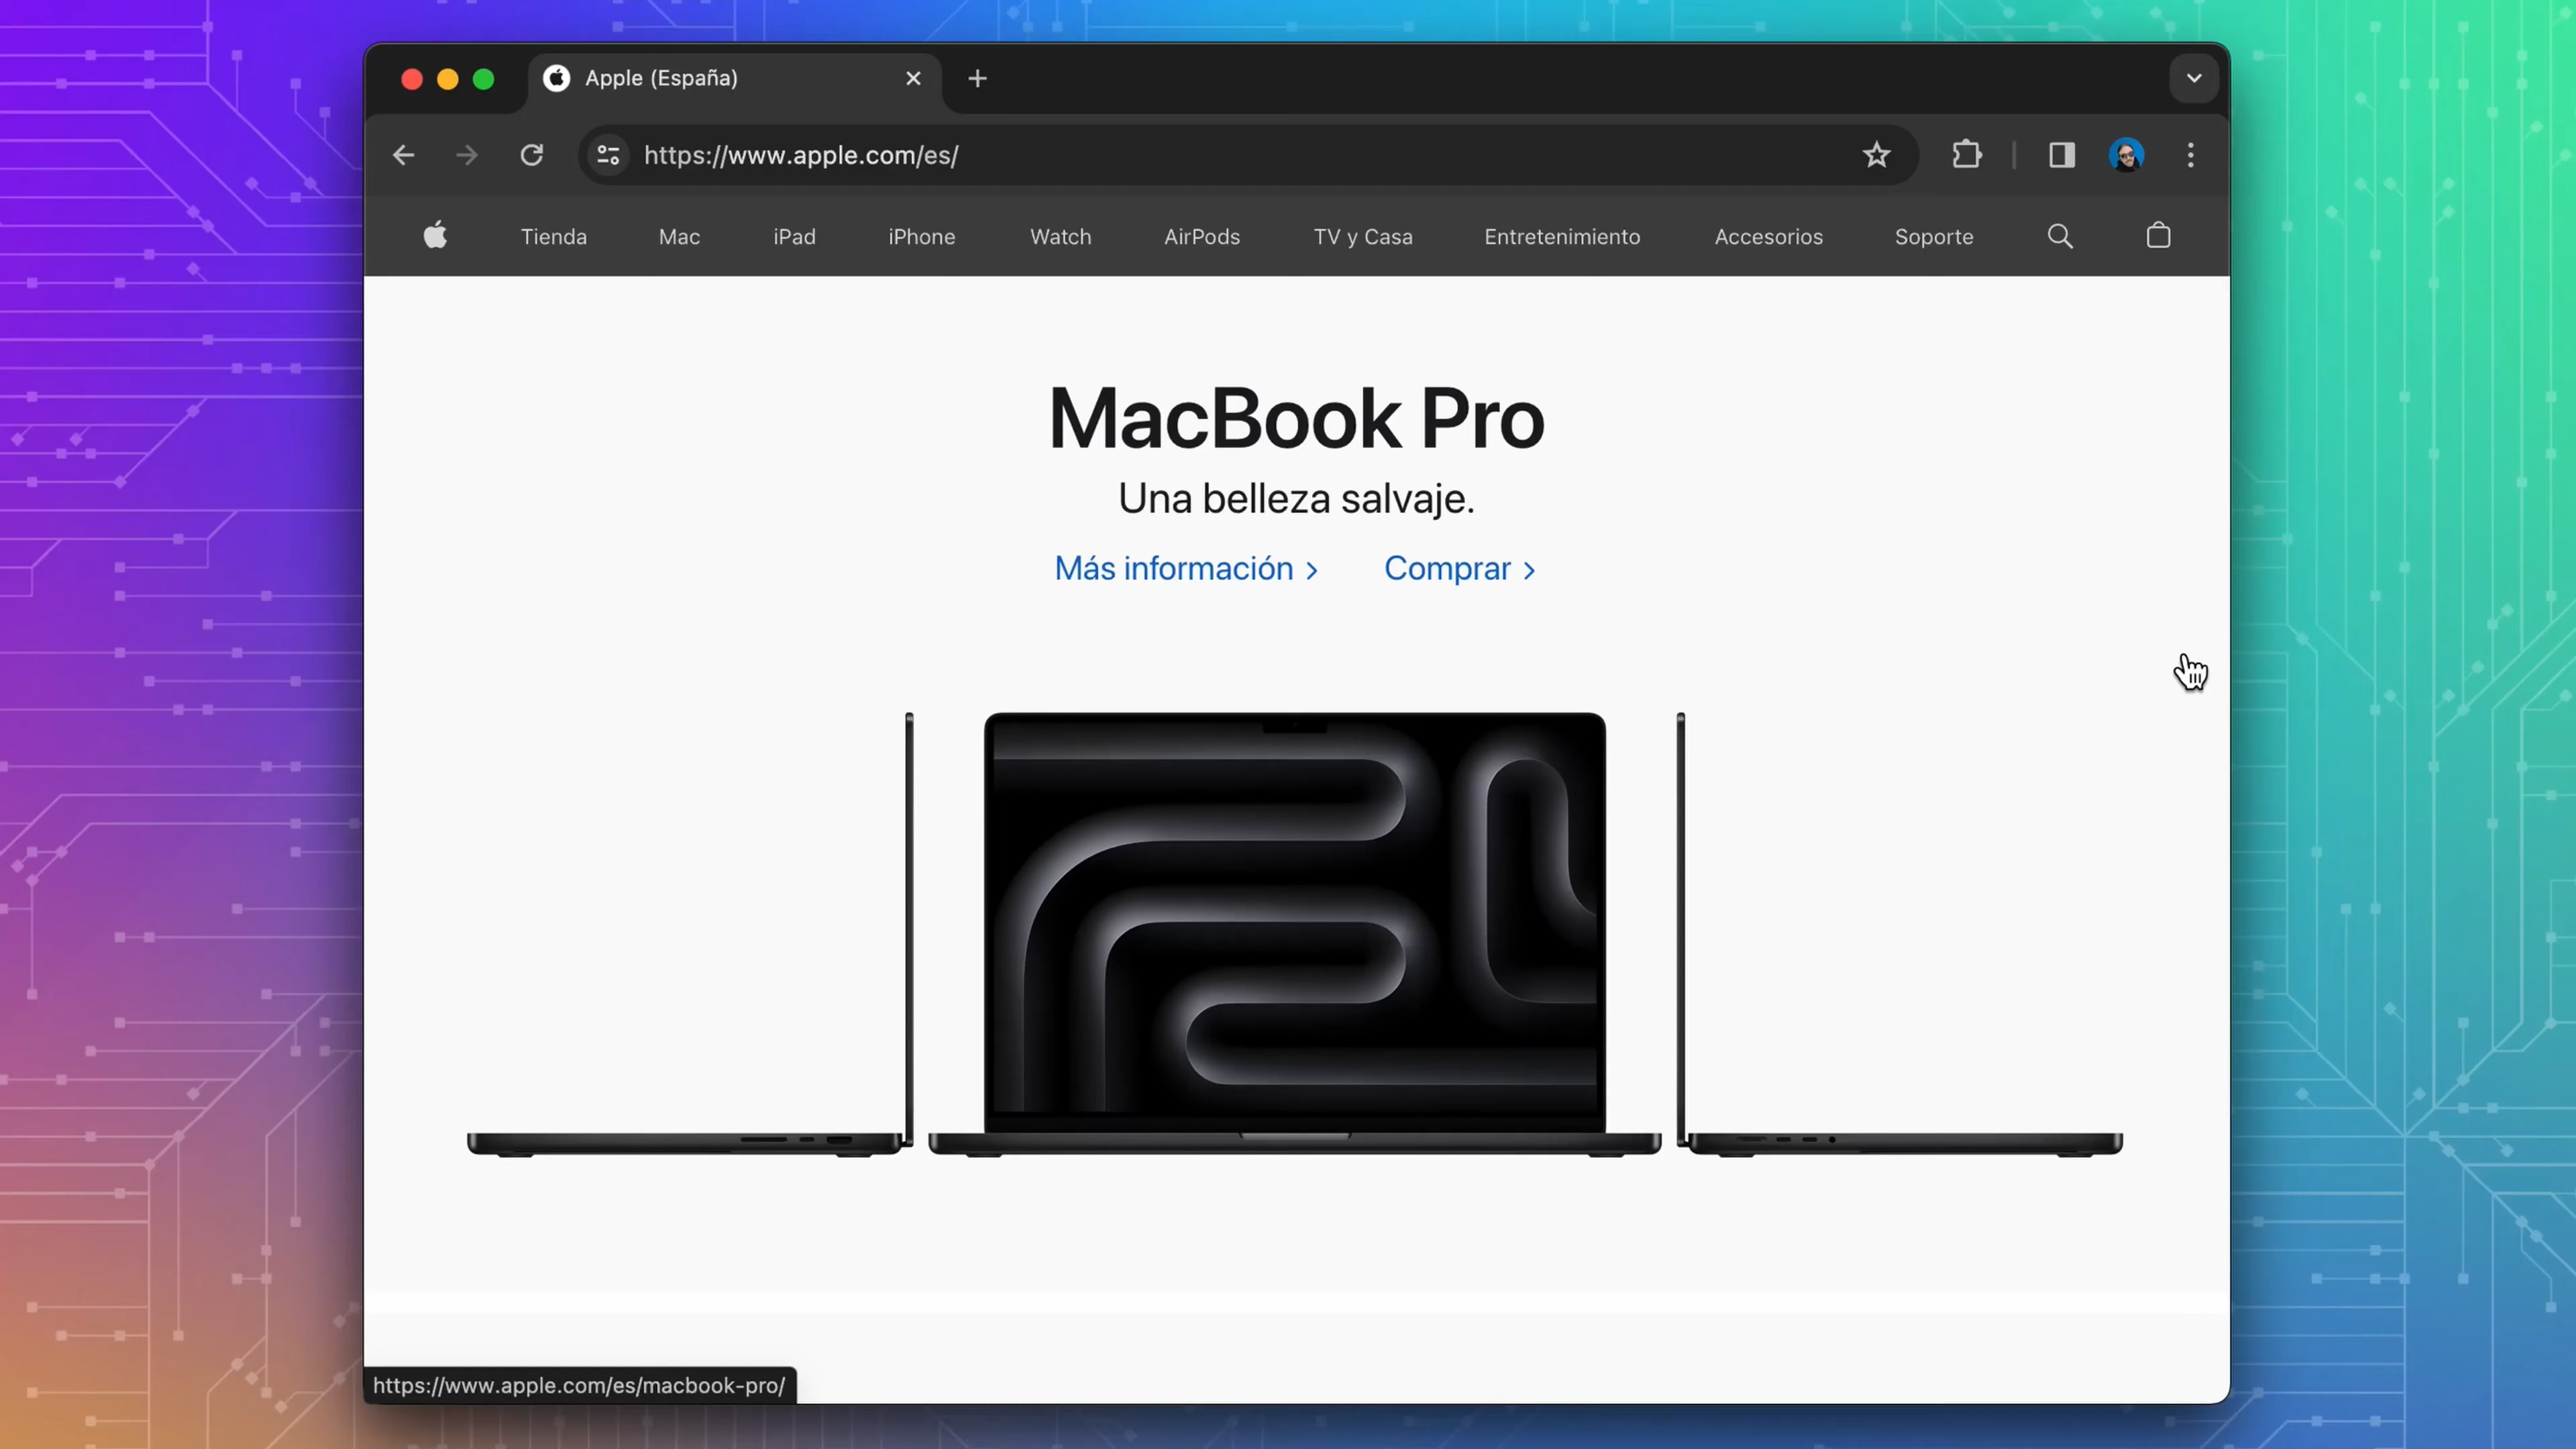 Apple (España)
https://www.apple.com/es/
Tienda Mac iPad iPhone Watch AirPods TV y Casa Entretenimiento Accesorios Soporte
MacBook Pro
Una belleza salvaje.
Más información > Comprar >
https://www.apple.com/es/macbook-pro/